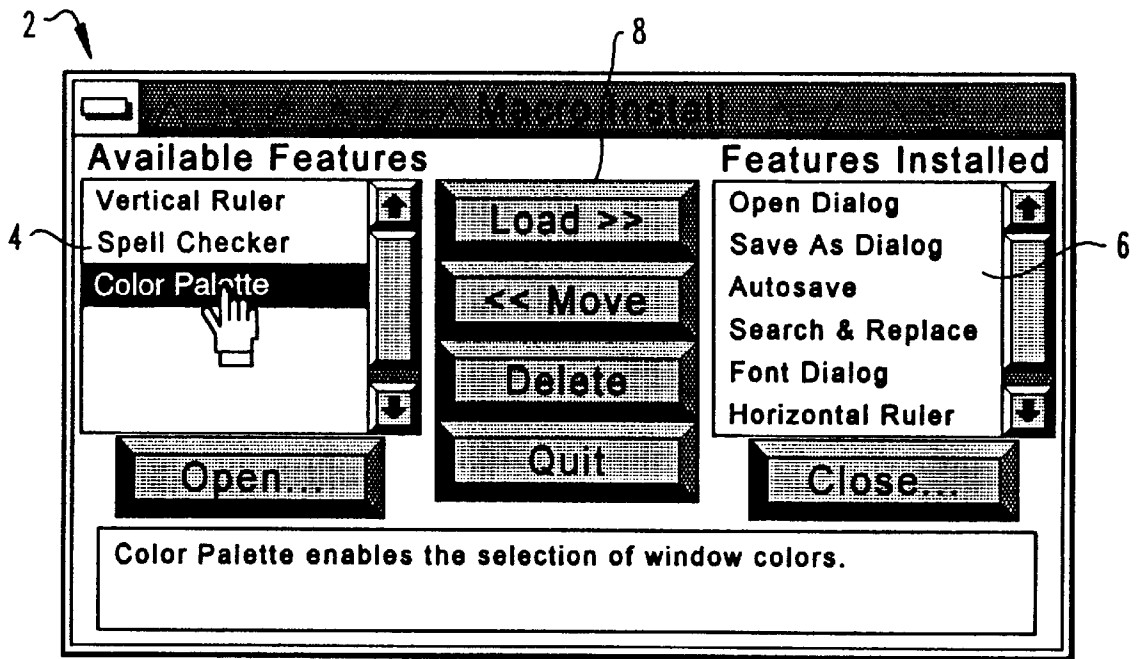 2
8
Macro Install
Available Features
Features Installed
Vertical Ruler
Spell Checker
Color Palette
4
Load >>
<< Move
Delete
Quit
Open Dialog
Save As Dialog
Autosave
Search & Replace
Font Dialog
Horizontal Ruler
6
Open...
Close...
Color Palette enables the selection of window colors.